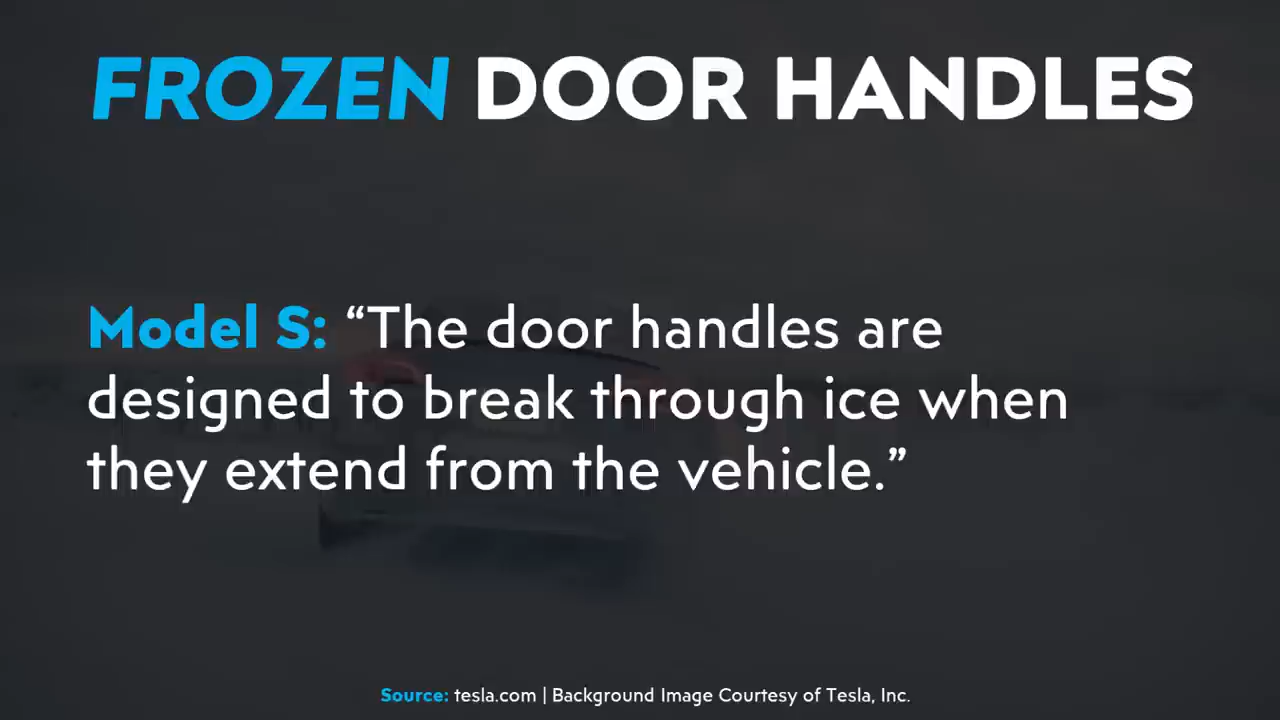 FROZEN DOOR HANDLES
Model S: “The door handles are
designed to break through ice when
they extend from the vehicle.”
Source: tesla.com | Background Image Courtesy of Tesla, Inc.